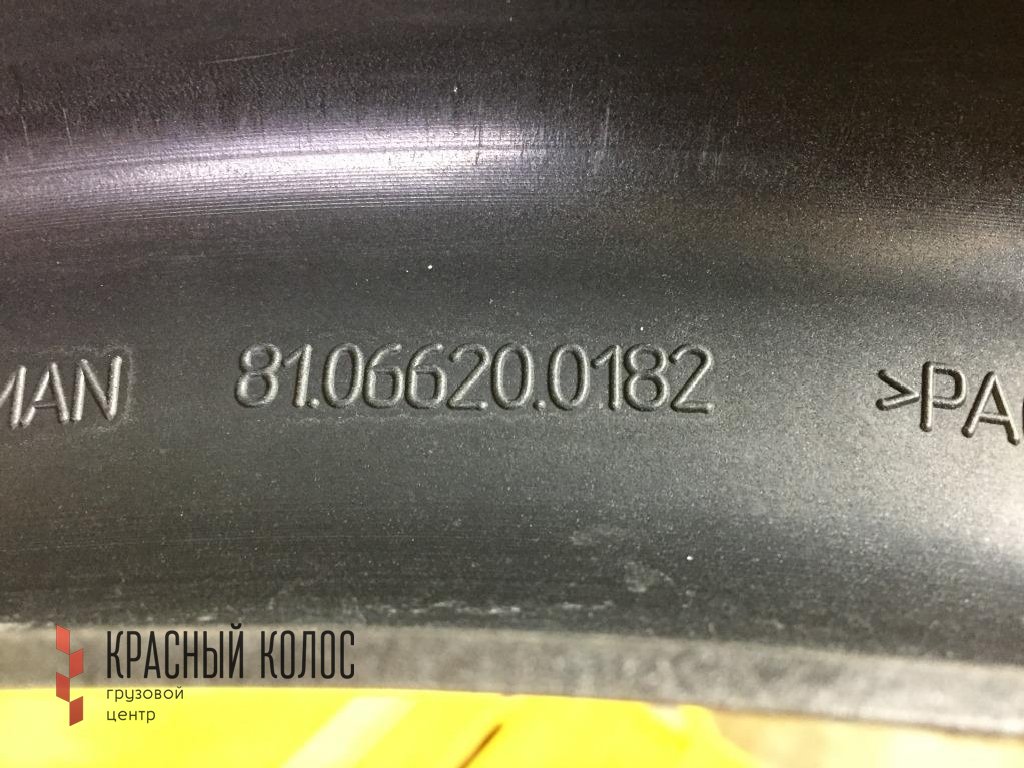 MAN 81.06620.0182 >PA
КРАСНЫЙ КОЛОС
грузовой
центр